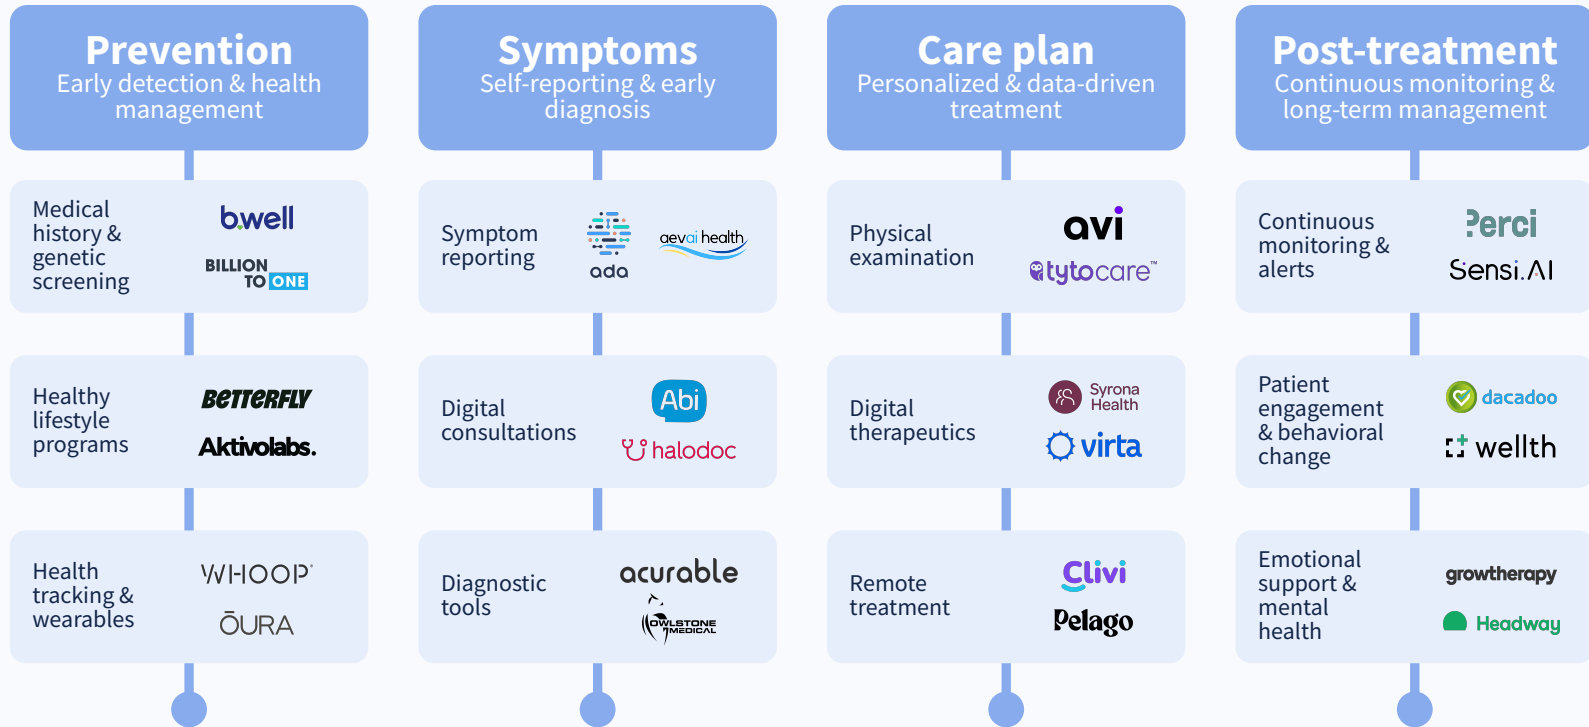 Prevention
Early detection & health
management
Medical
history &
genetic
screening
b.well
BILLION
TO ONE
Healthy
lifestyle
programs
BETTERFLY
Aktivolabs.
Health
tracking &
wearables
WHOOP
ŌURA
Symptoms
Self-reporting & early
diagnosis
Symptom
reporting
ada
aevai health
Digital
consultations
Abi
halodoc
Diagnostic
tools
acurable
OWLSTONE
MEDICAL
Care plan
Personalized & data-driven
treatment
Physical
examination
avi
tytocare™
Digital
therapeutics
Syrona
Health
virta
Remote
treatment
Clivi
Pelago
Post-treatment
Continuous monitoring &
long-term management
Continuous
monitoring &
alerts
Perci
Sensi.AI
Patient
engagement
& behavioral
change
dacadoo
wellth
Emotional
support &
mental
health
growtherapy
Headway